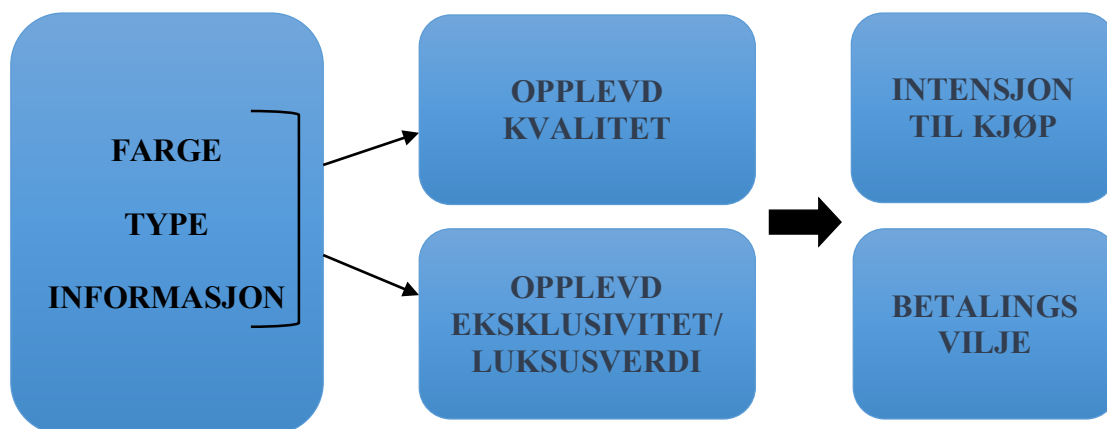 FARGE
TYPE
INFORMASJON
OPPLEVD
KVALITET
OPPLEVD
EKSKLUSIVITET/
LUKSUSVERDI
INTENSJON
TIL KJØP
BETALINGS
VILJE